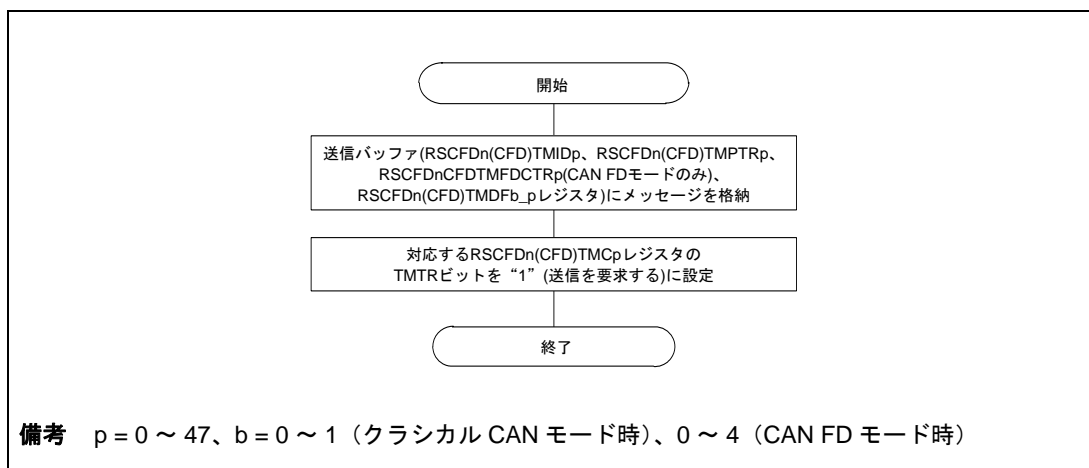 開始
送信バッファ(RSCFDn(CFD)TMIDp、RSCFDn(CFD)TMPTRp、
RSCFDnCFDTMFDCTRp(CAN FDモードのみ)、
RSCFDn(CFD)TMDFb_pレジスタ)にメッセージを格納
対応するRSCFDn(CFD)TMCpレジスタの
TMTRビットを“1”(送信を要求する)に設定
終了
備考 p = 0 ～ 47、b = 0 ～ 1（クラシカル CAN モード時）、0 ～ 4（CAN FD モード時）